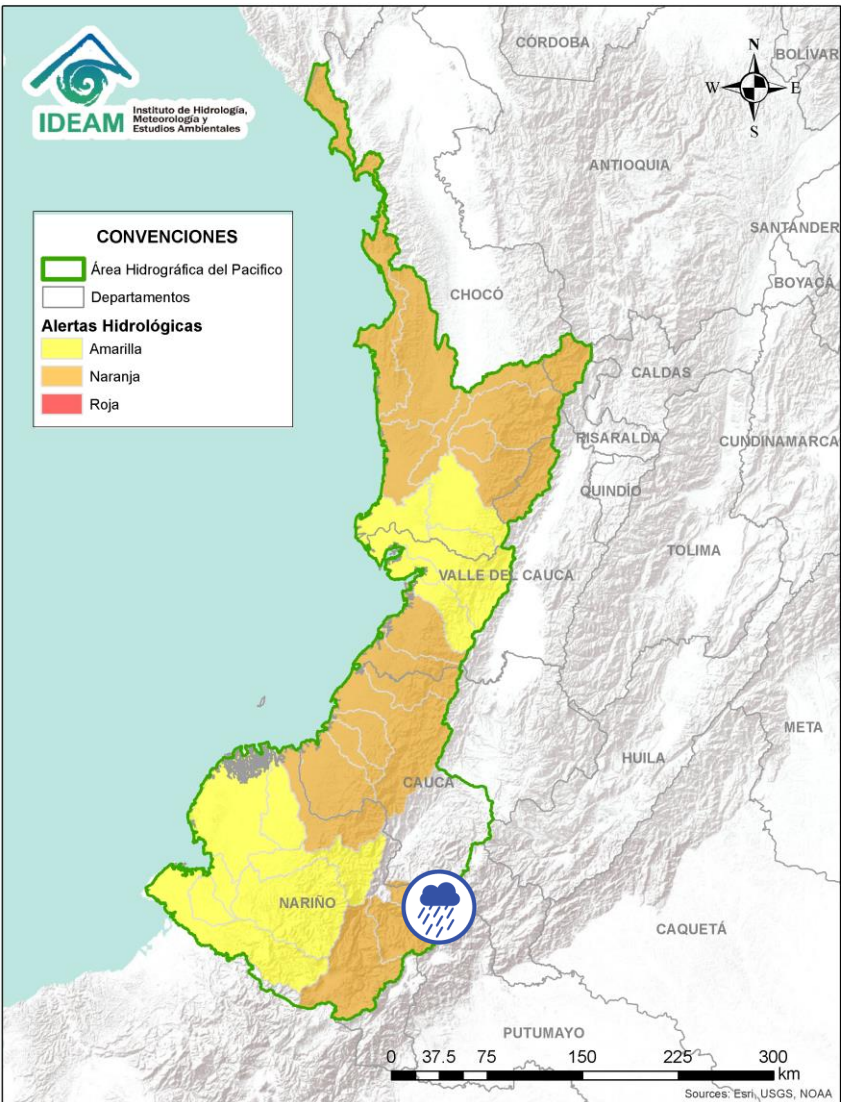 IDEAM
Instituto de Hidrología,
Meteorología y
Estudios Ambientales
N
W
E
S
CÓRDOBA
BOLIVAR
ANTIOQUIA
SANTANDER
BOYACÁ
CHOCÓ
CALDAS
RISARALDA
CUNDINAMARCA
QUINDÍO
TOLIMA
VALLE DEL CAUCA
META
HUILA
CAUCA
NARIÑO
CAQUETÁ
PUTUMAYO
CONVENCIONES
Área Hidrográfica del Pacifico
Departamentos
Alertas Hidrológicas
Amarilla
Naranja
Roja
0 37.5 75 150 225 300
km
Sources: Esri, USGS, NOAA